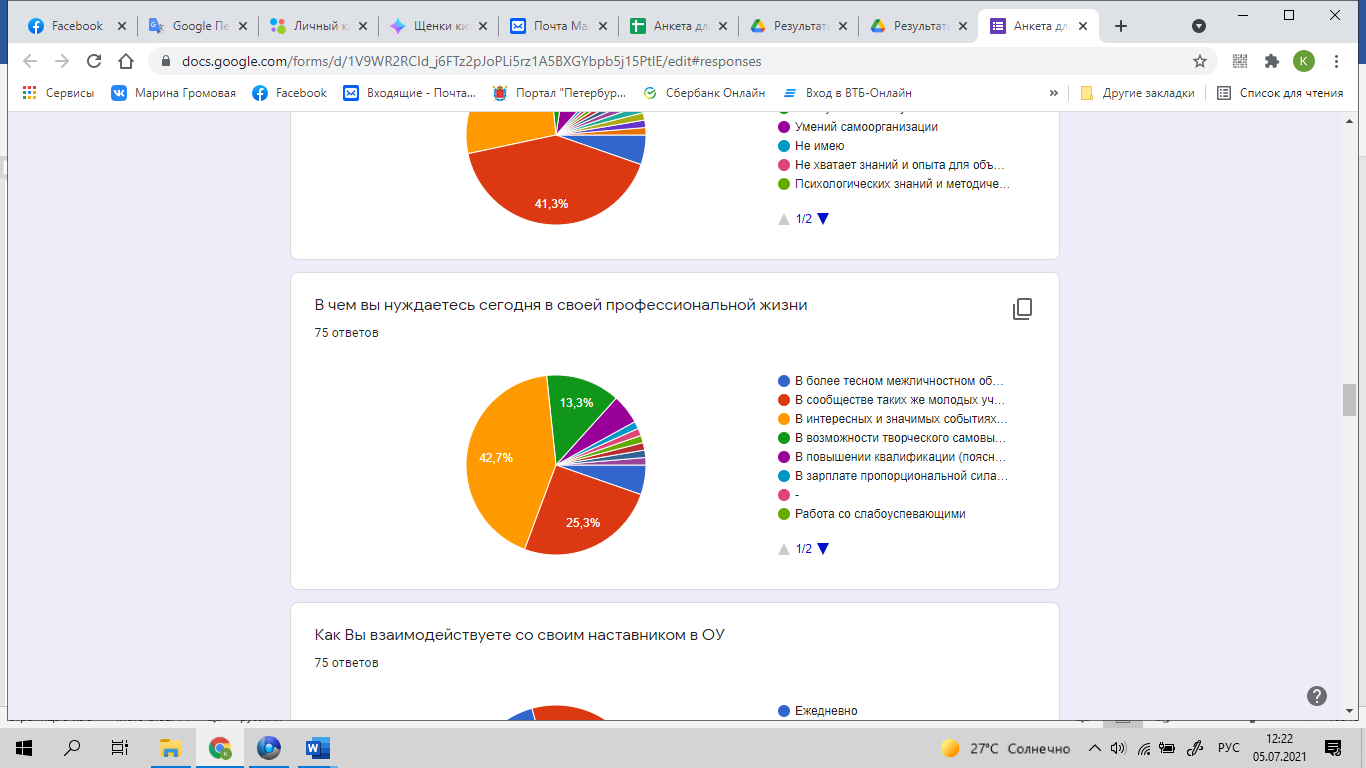 Facebook
Google Пе
Личный ка
Щенки ки
Почта Ма
Анкета дл
Результать
Результать
Анкета дл
docs.google.com/forms/d/1V9WR2RCId_j6FTz2pJoPLi5rz1A5BXGYbpb5j15PtlE/edit#responses
K
Сервисы
Марина Громовая
Facebook
Входящие - Почта...
Портал "Петербур...
Сбербанк Онлайн
Вход в ВТБ-Онлайн
»
Другие закладки
Список для чтения
41,3%
Умений самоорганизации
Не имею
Не хватает знаний и опыта для объ...
Психологических знаний и методиче...
1/2
В чем вы нуждаетесь сегодня в своей профессиональной жизни
75 ответов
13,3%
42,7%
25,3%
В более тесном межличностном об...
В сообществе таких же молодых уч...
В интересных и значимых событиях...
В возможности творческого самовы...
В повышении квалификации (поясн...
В зарплате пропорциональной сила...
-
Работа со слабоуспевающими
1/2
Как Вы взаимодействуете со своим наставником в ОУ
75 ответов
Ежедневно
27°C Солнечно
РУС
12:22
05.07.2021